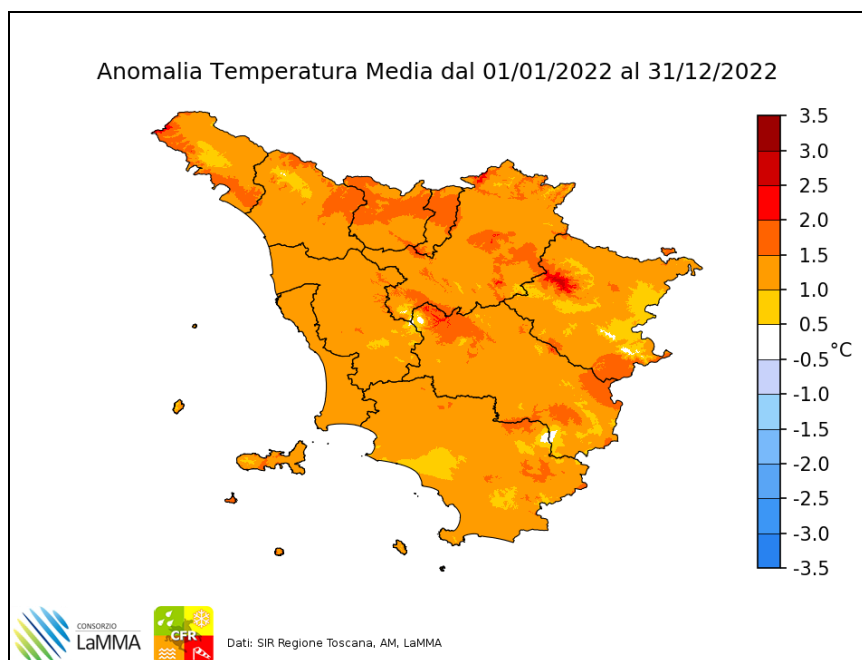 Anomalia Temperatura Media dal 01/01/2022 al 31/12/2022
3.5
3.0
2.5
2.0
1.5
1.0
0.5
-0.5
-1.0
-1.5
-2.0
-2.5
-3.0
-3.5
°C
CONSORZIO
LaMMA
CFR
Dati: SIR Regione Toscana, AM, LaMMA